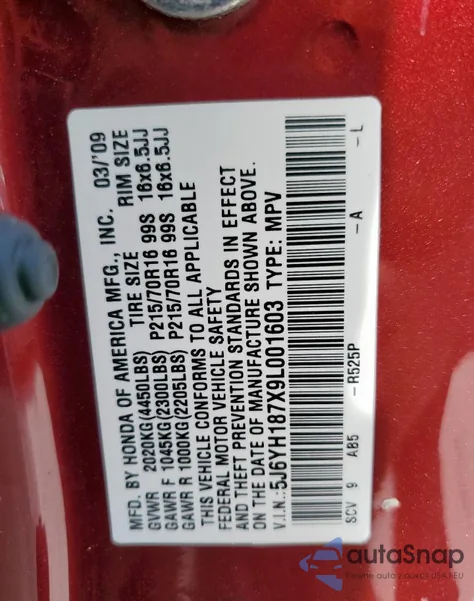 MFD. BY HONDA OF AMERICA MFG., INC. 03/'09
TIRE SIZE RIM SIZE
GVWR 2020KG(4450LBS)
GAWR F 1045KG(2300LBS) P215/70R16 99S 16x6.5JJ
GAWR R 1000KG(2205LBS) P215/70R16 99S 16x6.5JJ
THIS VEHICLE CONFORMS TO ALL APPLICABLE
FEDERAL MOTOR VEHICLE SAFETY
AND THEFT PREVENTION STANDARDS IN EFFECT
ON THE DATE OF MANUFACTURE SHOWN ABOVE.
V.I.N.:5J6YH187X9L001603 TYPE: MPV
SCV 9 AB5 -R525P -A -L
autoSnap